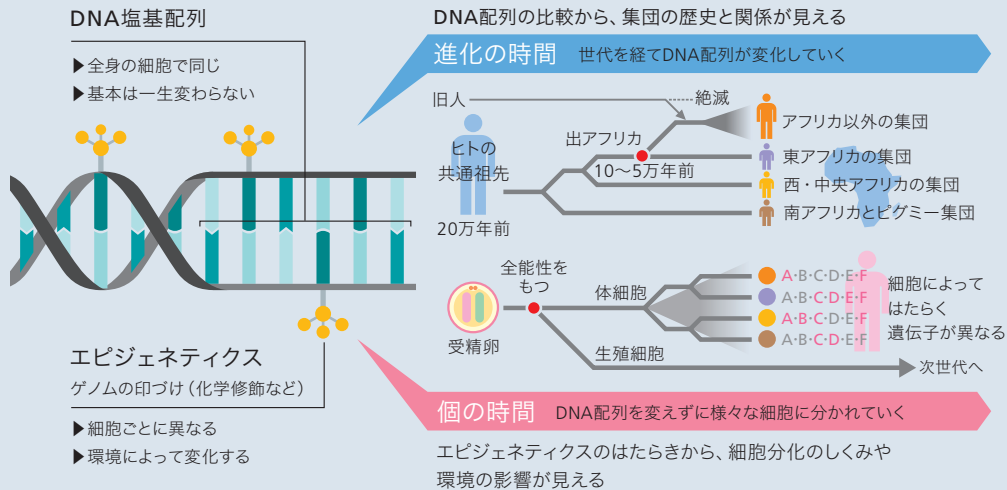 DNA塩基配列
▶全身の細胞で同じ
▶基本は一生変わらない
エピジェネティクス
ゲノムの印づけ（化学修飾など）
▶細胞ごとに異なる
▶環境によって変化する
DNA配列の比較から、集団の歴史と関係が見える
進化の時間 世代を経てDNA配列が変化していく
旧人
絶滅
ヒトの
共通祖先
20万年前
出アフリカ
10〜5万年前
アフリカ以外の集団
東アフリカの集団
西・中央アフリカの集団
南アフリカとピグミー集団
受精卵
全能性を
もつ
体細胞
生殖細胞
A·B·C·D·E·F
A·B·C·D·E·F
A·B·C·D·E·F
A·B·C·D·E·F
細胞によって
はたらく
遺伝子が異なる
次世代へ
個の時間 DNA配列を変えずに様々な細胞に分かれていく
エピジェネティクスのはたらきから、細胞分化のしくみや
環境の影響が見える